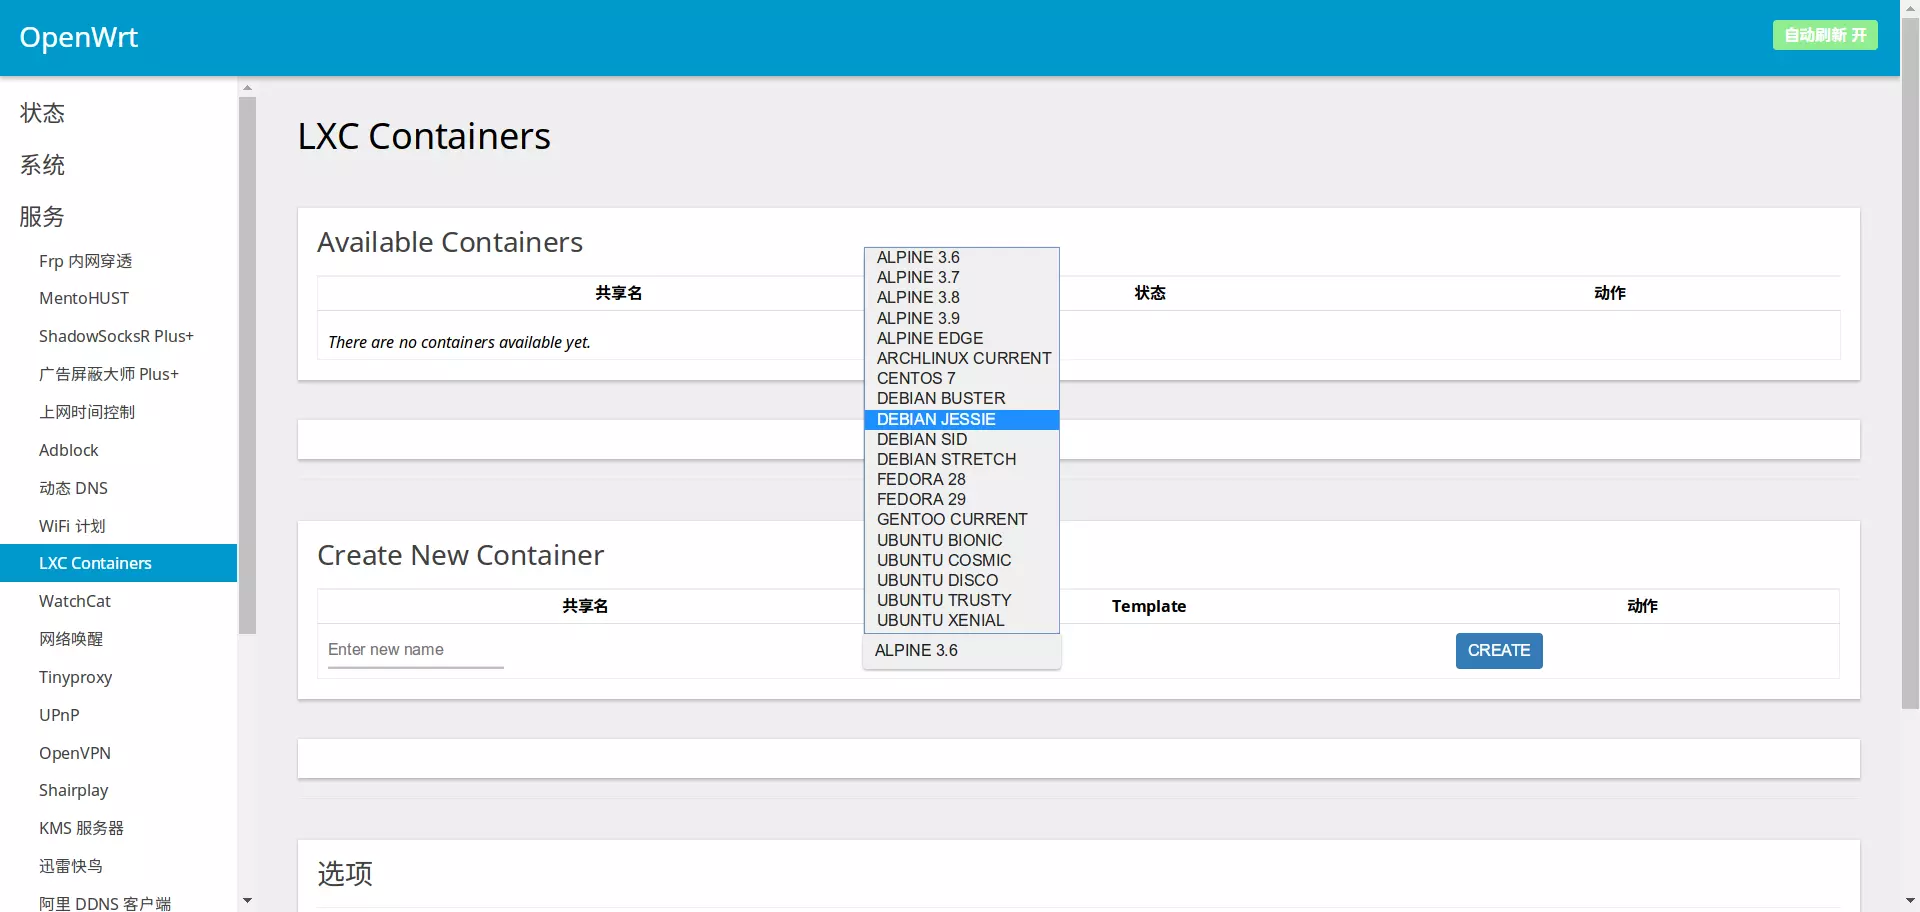 OpenWrt
自动刷新 开
状态
系统
服务
Frp 内网穿透
MentoHUST
ShadowSocksR Plus+
广告屏蔽大师 Plus+
上网时间控制
Adblock
动态 DNS
WiFi 计划
LXC Containers
WatchCat
网络唤醒
Tinyproxy
UPnP
OpenVPN
Shairplay
KMS 服务器
迅雷快鸟
阿里 DDNS 客户端
LXC Containers
Available Containers
共享名 状态 动作
There are no containers available yet.
ALPINE 3.6
ALPINE 3.7
ALPINE 3.8
ALPINE 3.9
ALPINE EDGE
ARCHLINUX CURRENT
CENTOS 7
DEBIAN BUSTER
DEBIAN JESSIE
DEBIAN SID
DEBIAN STRETCH
FEDORA 28
FEDORA 29
GENTOO CURRENT
UBUNTU BIONIC
UBUNTU COSMIC
UBUNTU DISCO
UBUNTU TRUSTY
UBUNTU XENIAL
Create New Container
共享名 Template 动作
Enter new name ALPINE 3.6 CREATE
选项